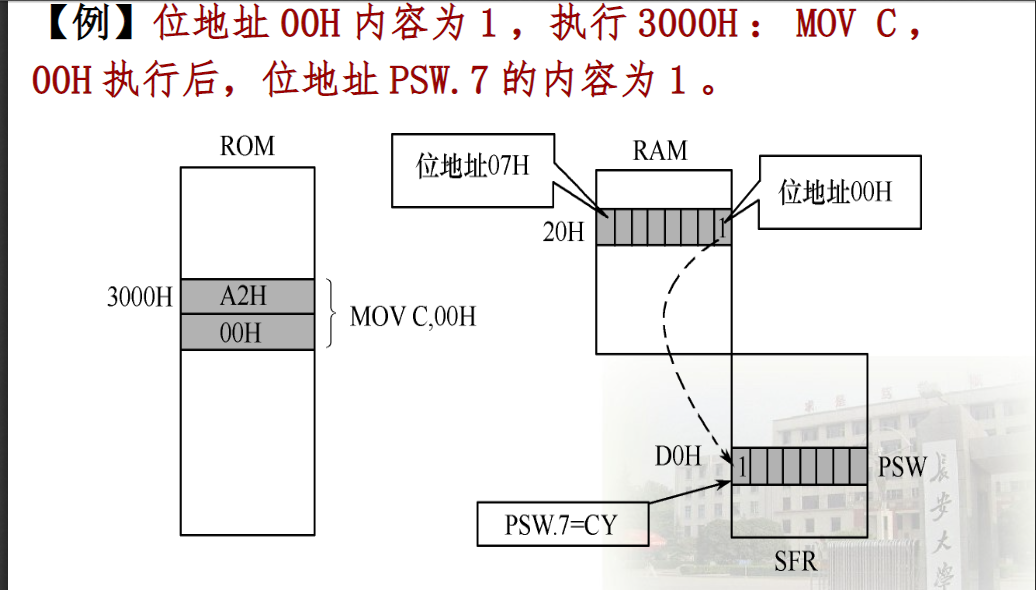 【例】位地址 00H 内容为 1 ，执行 3000H： MOV C ，
00H 执行后，位地址 PSW.7 的内容为 1 。
ROM
3000H
A2H
00H
MOV C,00H
位地址07H
RAM
位地址00H
20H
1
D0H
1
PSW
PSW.7=CY
SFR
长安大学